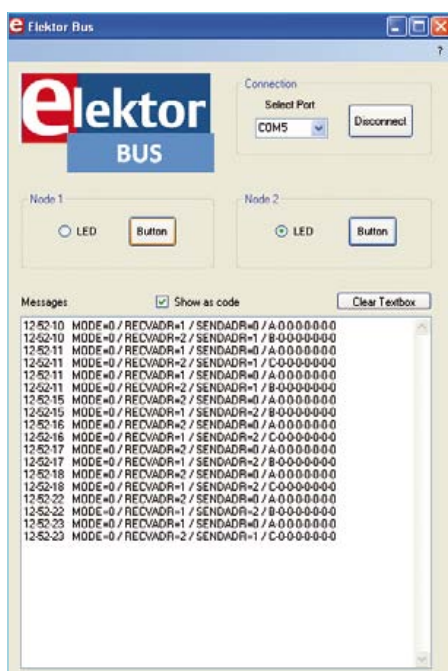 Elektor Bus
?
elektor
BUS
Connection
Select Port
COM5
Disconnect
Node 1
LED
Button
Node 2
LED
Button
Messages
Show as code
Clear Textbox
12-52-10 MODE=0 / RECVADR=1 / SENDADR=0 / A-0-0-0-0-0-0-0
12-52-10 MODE=0 / RECVADR=2 / SENDADR=1 / B-0-0-0-0-0-0-0
12-52-11 MODE=0 / RECVADR=1 / SENDADR=0 / A-0-0-0-0-0-0-0
12-52-11 MODE=0 / RECVADR=2 / SENDADR=1 / C-0-0-0-0-0-0-0
12-52-11 MODE=0 / RECVADR=1 / SENDADR=0 / A-0-0-0-0-0-0-0
12-52-11 MODE=0 / RECVADR=2 / SENDADR=1 / B-0-0-0-0-0-0-0
12-52-15 MODE=0 / RECVADR=2 / SENDADR=0 / A-0-0-0-0-0-0-0
12-52-15 MODE=0 / RECVADR=1 / SENDADR=2 / B-0-0-0-0-0-0-0
12-52-16 MODE=0 / RECVADR=2 / SENDADR=0 / A-0-0-0-0-0-0-0
12-52-16 MODE=0 / RECVADR=1 / SENDADR=2 / C-0-0-0-0-0-0-0
12-52-17 MODE=0 / RECVADR=2 / SENDADR=0 / A-0-0-0-0-0-0-0
12-52-17 MODE=0 / RECVADR=1 / SENDADR=2 / B-0-0-0-0-0-0-0
12-52-18 MODE=0 / RECVADR=2 / SENDADR=0 / A-0-0-0-0-0-0-0
12-52-18 MODE=0 / RECVADR=1 / SENDADR=2 / C-0-0-0-0-0-0-0
12-52-22 MODE=0 / RECVADR=2 / SENDADR=0 / A-0-0-0-0-0-0-0
12-52-22 MODE=0 / RECVADR=1 / SENDADR=2 / B-0-0-0-0-0-0-0
12-52-23 MODE=0 / RECVADR=1 / SENDADR=0 / A-0-0-0-0-0-0-0
12-52-23 MODE=0 / RECVADR=2 / SENDADR=1 / C-0-0-0-0-0-0-0